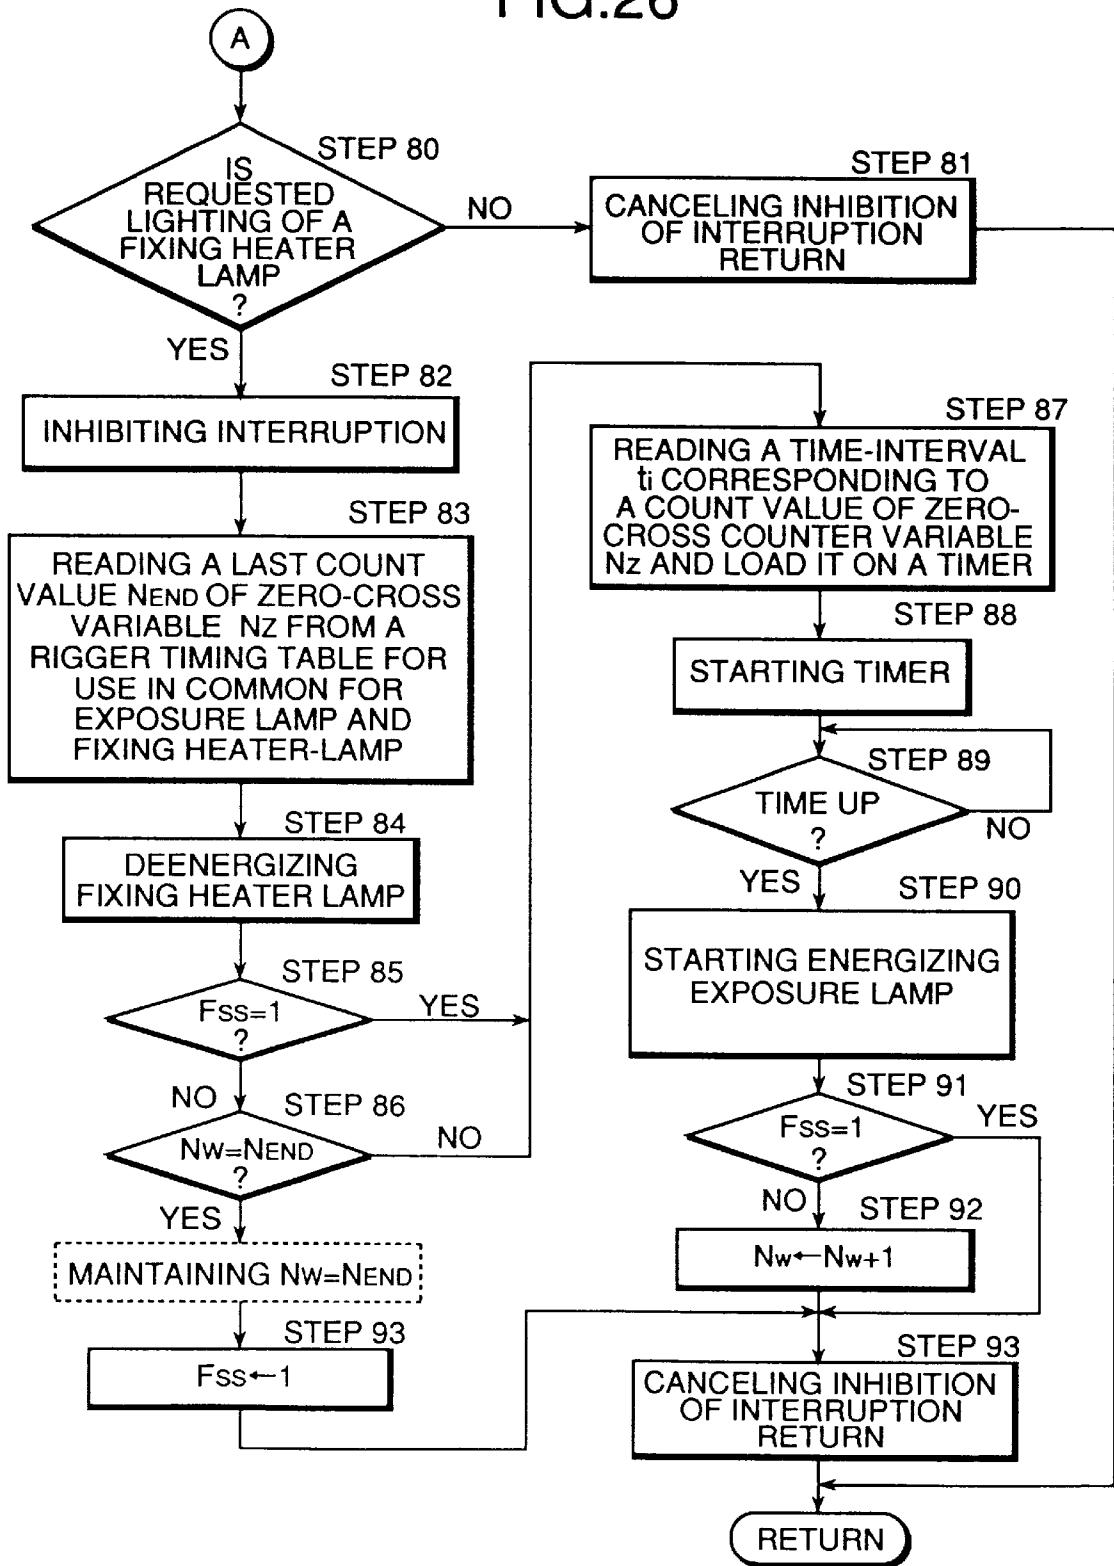 FIG.26
A
STEP 80
IS
REQUESTED
LIGHTING OF A
FIXING HEATER
LAMP
?
NO
YES
STEP 81
CANCELING INHIBITION
OF INTERRUPTION
RETURN
STEP 82
INHIBITING INTERRUPTION
STEP 83
READING A LAST COUNT
VALUE NEND OF ZERO-CROSS
VARIABLE NZ FROM A
RIGGER TIMING TABLE FOR
USE IN COMMON FOR
EXPOSURE LAMP AND
FIXING HEATER-LAMP
STEP 84
DEENERGIZING
FIXING HEATER LAMP
STEP 85
FSS=1
?
YES
NO
STEP 86
NW=NEND
?
NO
YES
MAINTAINING NW=NEND
STEP 93
FSS←1
STEP 87
READING A TIME-INTERVAL
ti CORRESPONDING TO
A COUNT VALUE OF ZERO-
CROSS COUNTER VARIABLE
NZ AND LOAD IT ON A TIMER
STEP 88
STARTING TIMER
STEP 89
TIME UP
?
NO
YES
STEP 90
STARTING ENERGIZING
EXPOSURE LAMP
STEP 91
FSS=1
?
YES
NO
STEP 92
NW←NW+1
STEP 93
CANCELING INHIBITION
OF INTERRUPTION
RETURN
RETURN